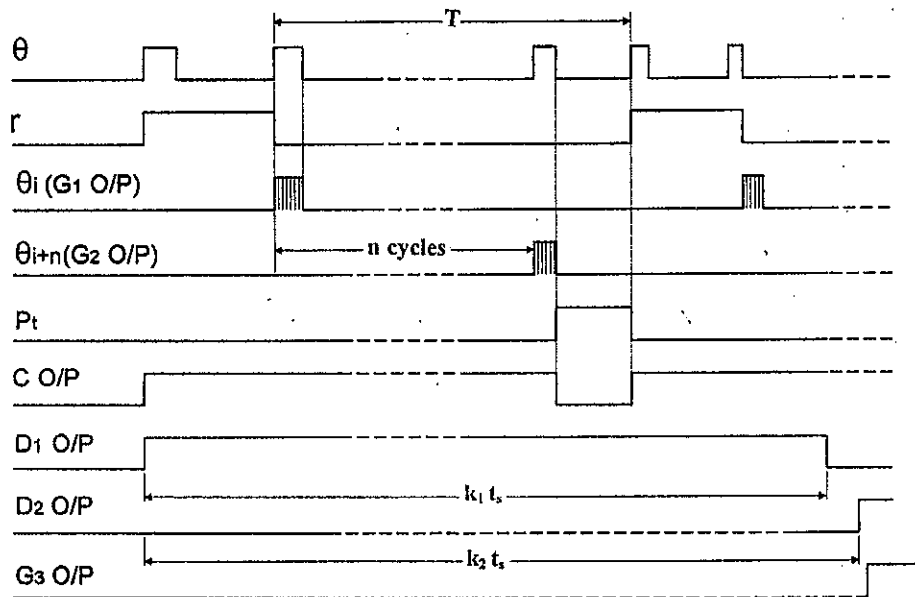 T
θ
r
θi (G1 O/P)
θi+n(G2 O/P)
n cycles
Pt
C O/P
D1 O/P
k1 ts
D2 O/P
k2 ts
G3 O/P